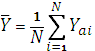 Ȳ = 1/N ∑_{i=1}^{N} Y_{ai}